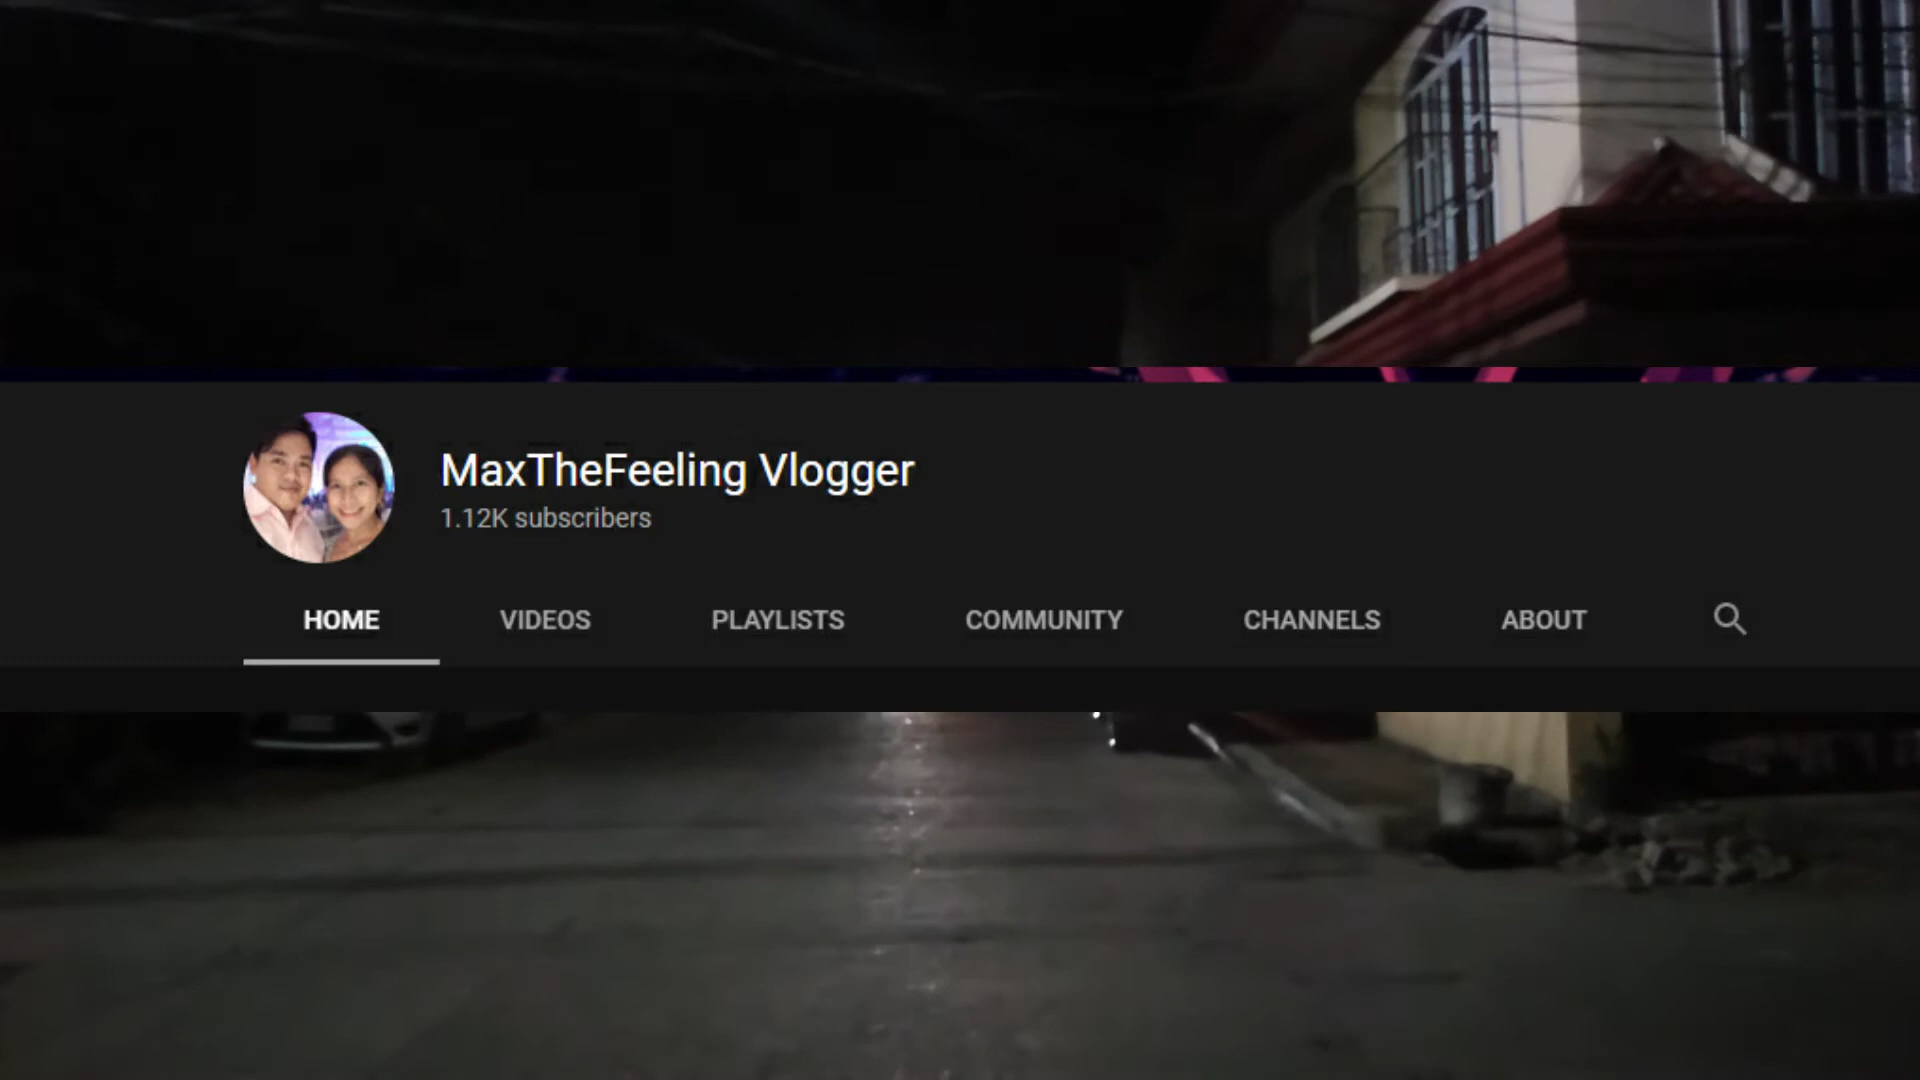 MaxTheFeeling Vlogger
1.12K subscribers
HOME VIDEOS PLAYLISTS COMMUNITY CHANNELS ABOUT